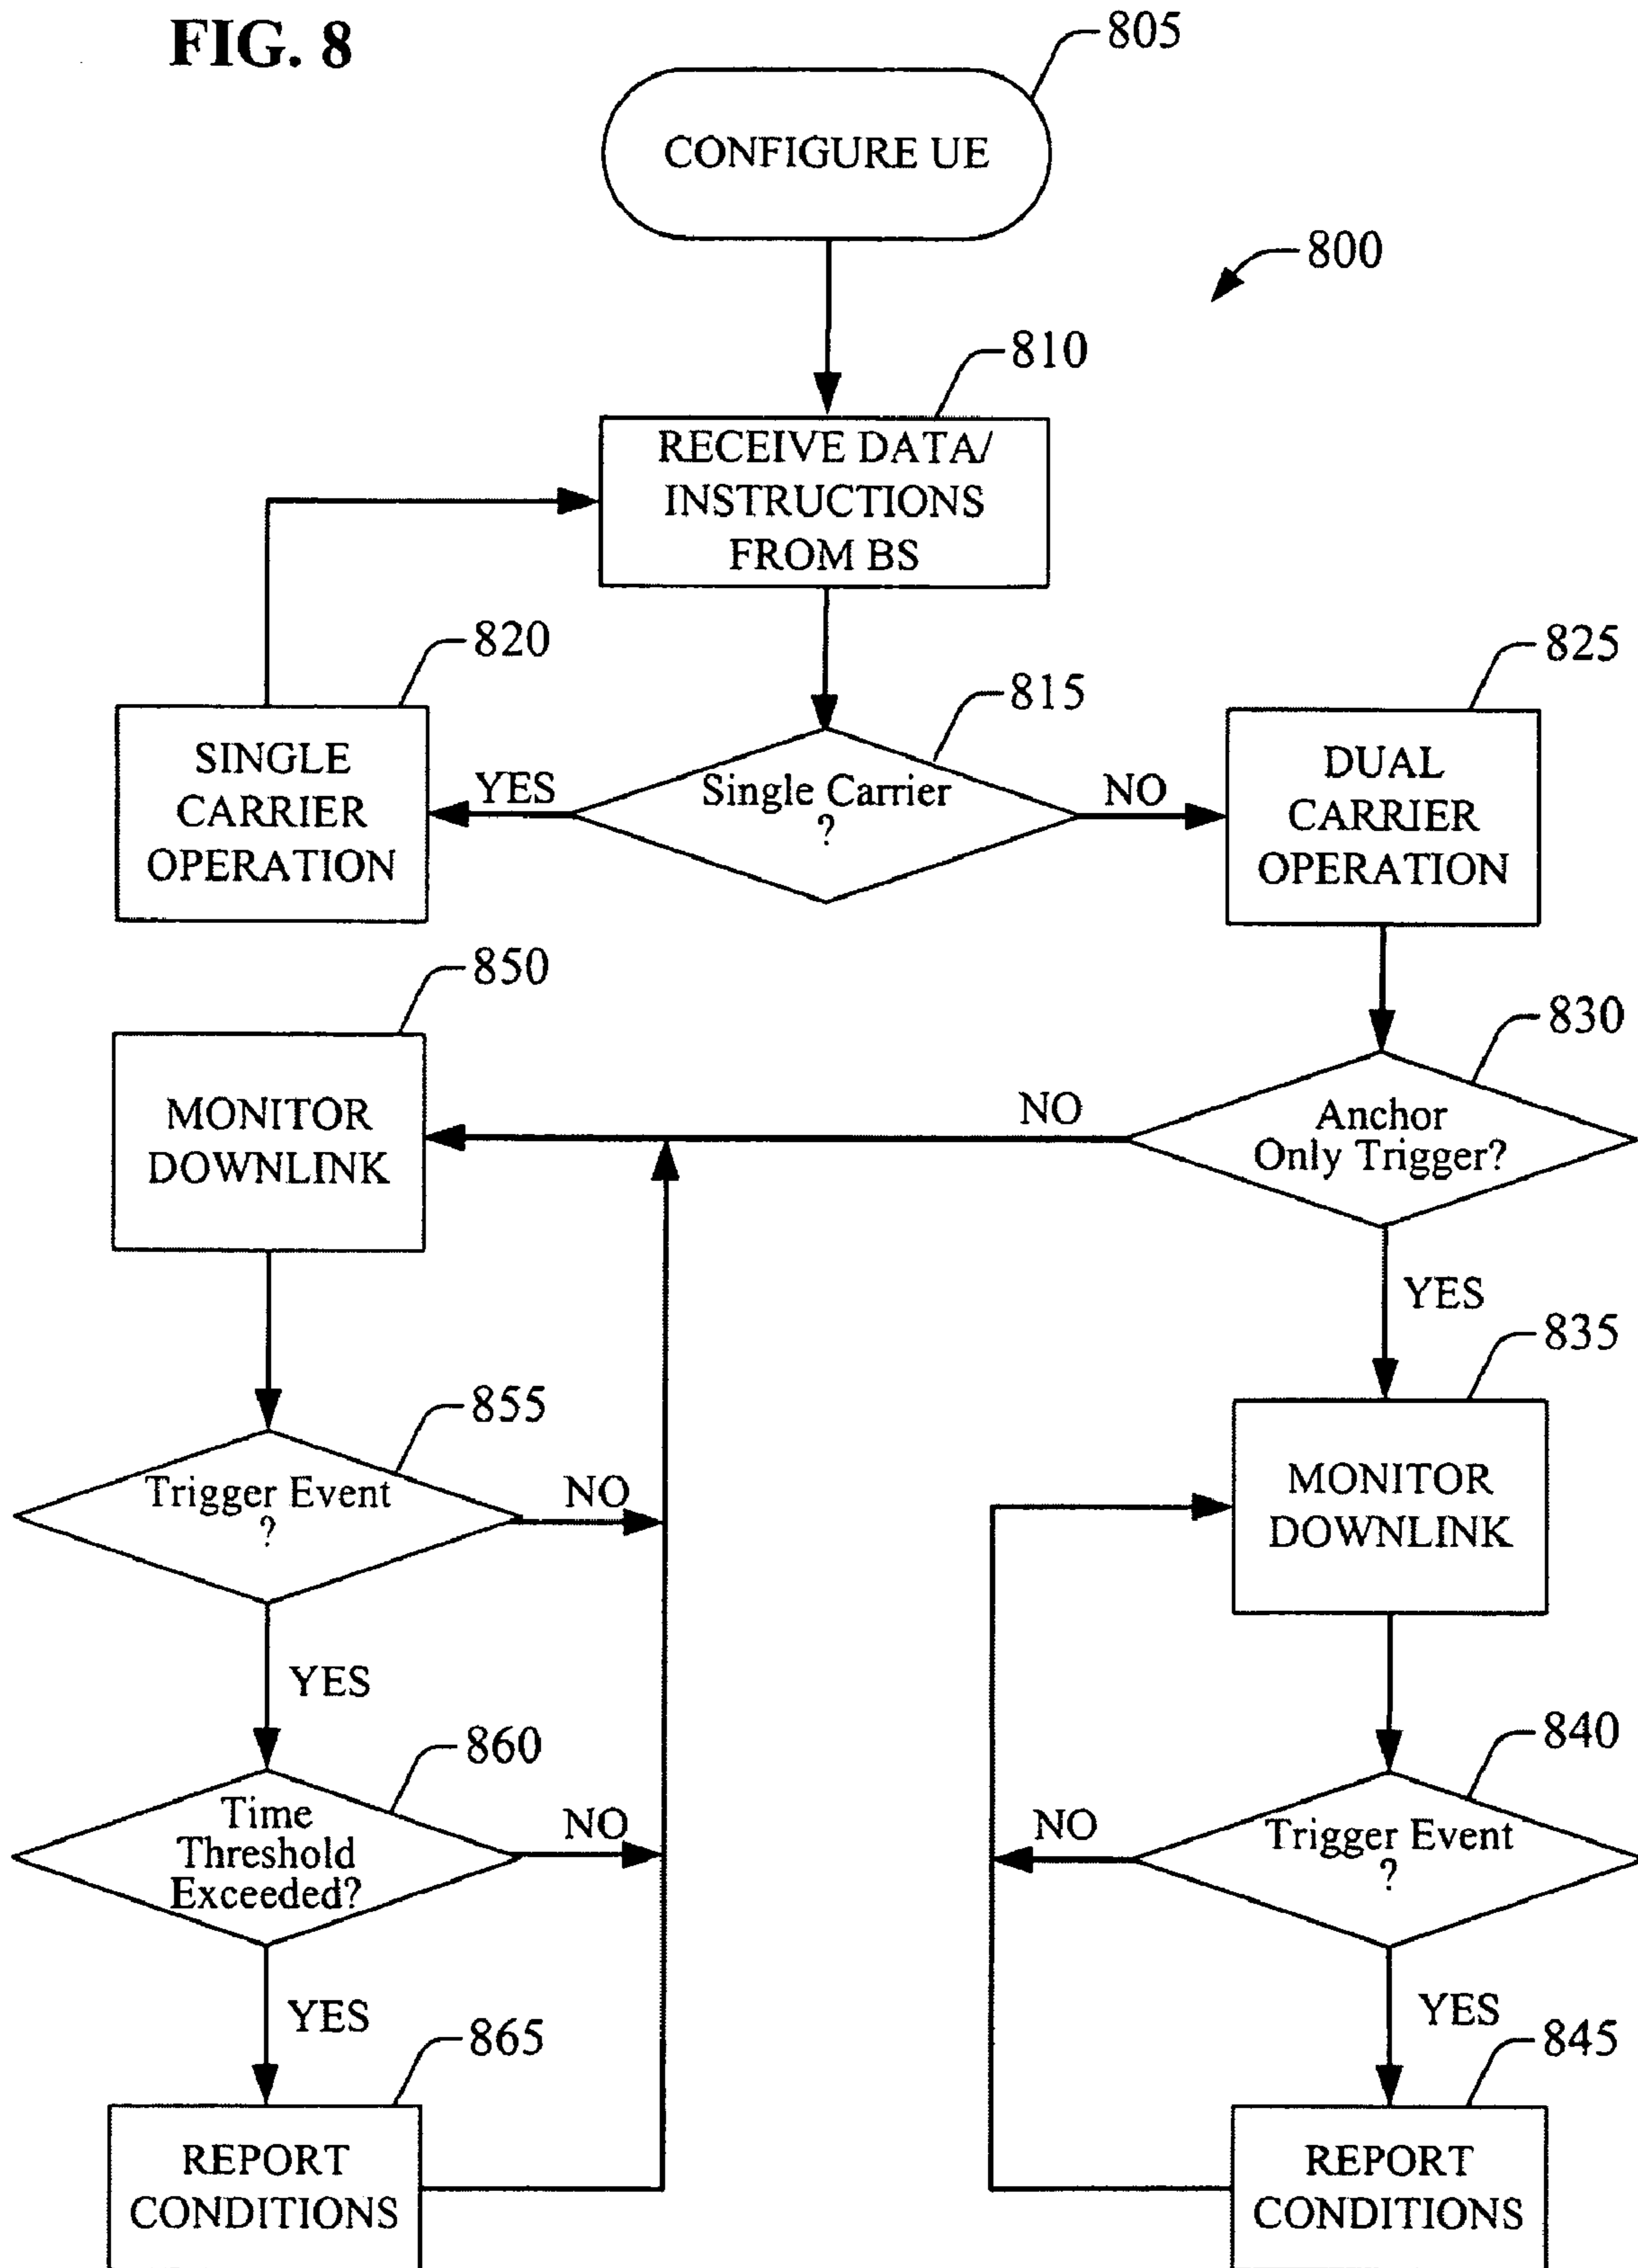 FIG. 8
805
CONFIGURE UE
800
810
RECEIVE DATA/
INSTRUCTIONS
FROM BS
820
815
825
SINGLE
CARRIER
OPERATION
YES
Single Carrier
?
NO
DUAL
CARRIER
OPERATION
850
830
MONITOR
DOWNLINK
NO
Anchor
Only Trigger?
YES
835
855
MONITOR
DOWNLINK
Trigger Event
?
NO
YES
860
840
Time
Threshold
Exceeded?
NO
NO
Trigger Event
?
YES
YES
865
845
REPORT
CONDITIONS
REPORT
CONDITIONS